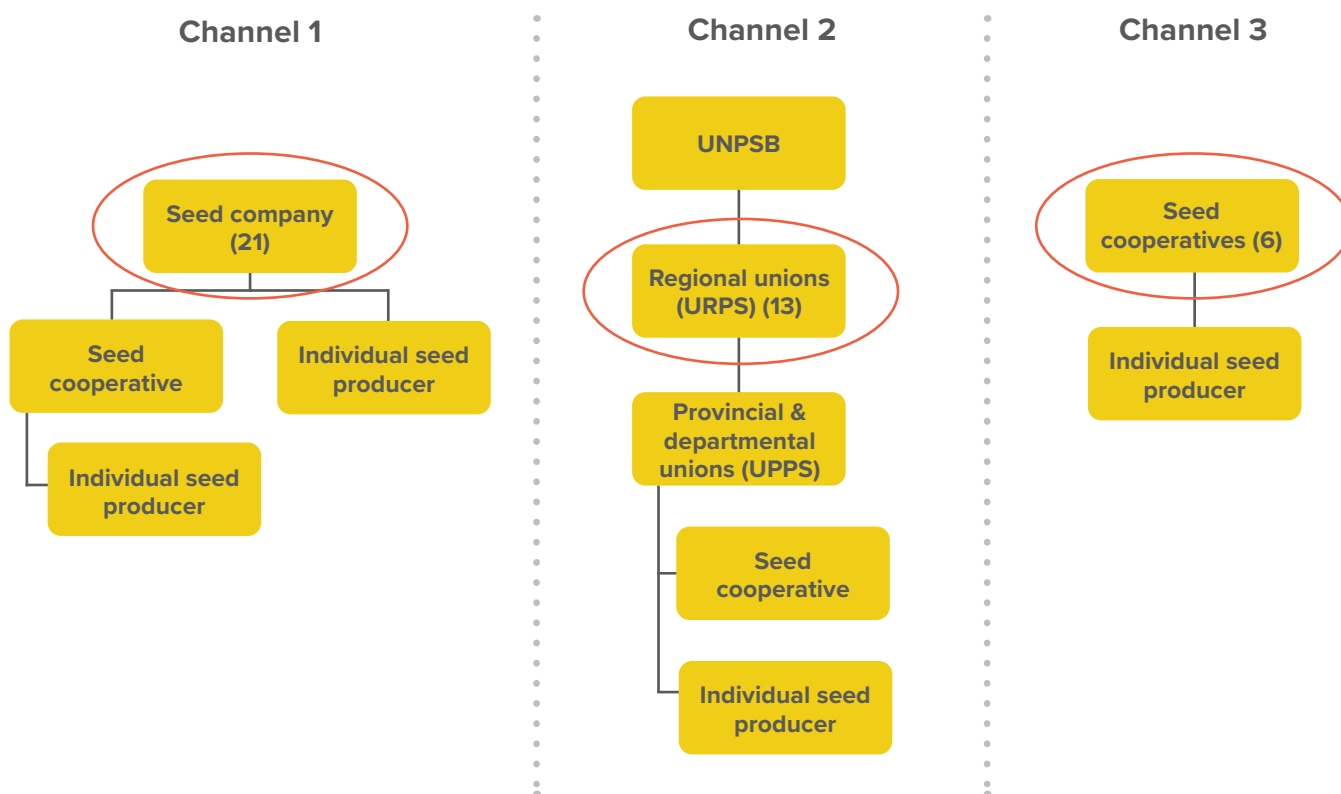 Channel 1
Seed company
(21)
Seed
cooperative
Individual seed
producer
Individual seed
producer
Channel 2
UNPSB
Regional unions
(URPS) (13)
Provincial &
departmental
unions (UPPS)
Seed
cooperative
Individual seed
producer
Channel 3
Seed
cooperatives (6)
Individual seed
producer